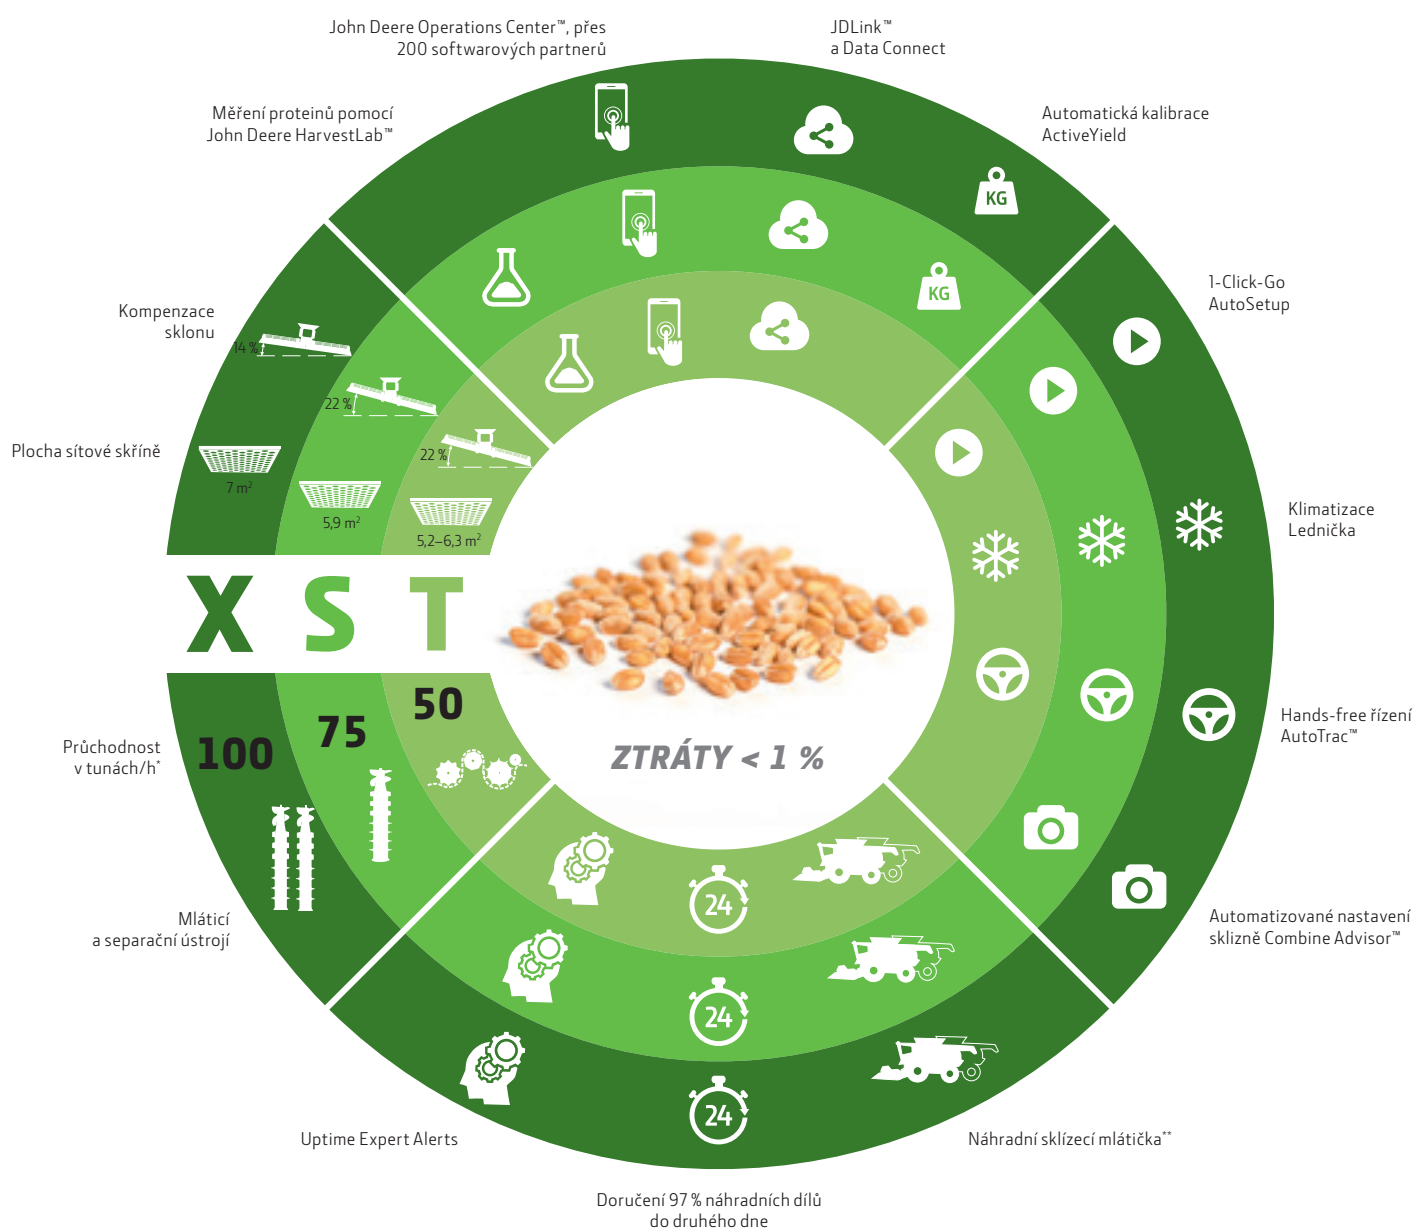 John Deere Operations Center™, přes
200 softwarových partnerů
JDLink™
a Data Connect
Měření proteinů pomocí
John Deere HarvestLab™
Automatická kalibrace
ActiveYield
KG
KG
1-Click-Go
AutoSetup
Kompenzace
sklonu
14 %
22 %
22 %
Plocha sítové skříně
7 m²
5,9 m²
5,2–6,3 m²
Klimatizace
Lednička
X S T
Průchodnost
v tunách/h*
100
75
50
ZTRÁTY < 1 %
Hands-free řízení
AutoTrac™
Mláticí
a separační ústrojí
Automatizované nastavení
sklizně Combine Advisor™
24
24
24
Uptime Expert Alerts
Náhradní sklízecí mlátička**
Doručení 97 % náhradních dílů
do druhého dne